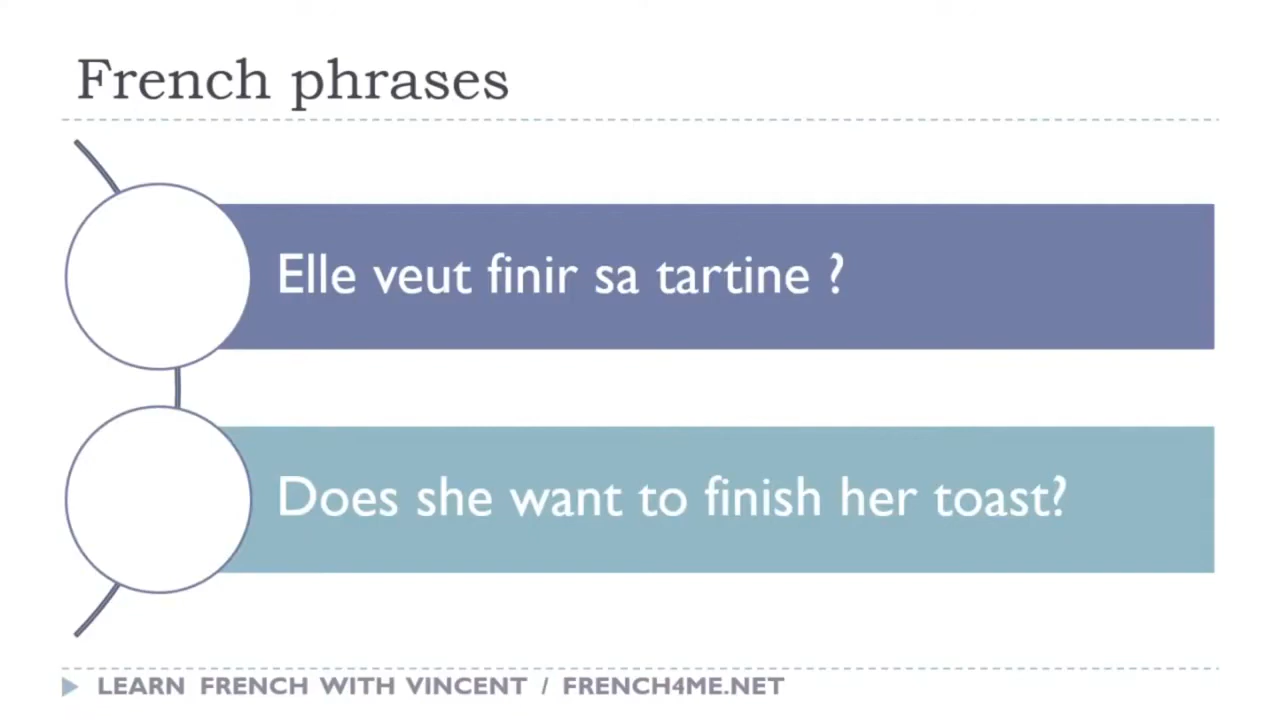 French phrases
Elle veut finir sa tartine ?
Does she want to finish her toast?
LEARN FRENCH WITH VINCENT / FRENCH4ME.NET